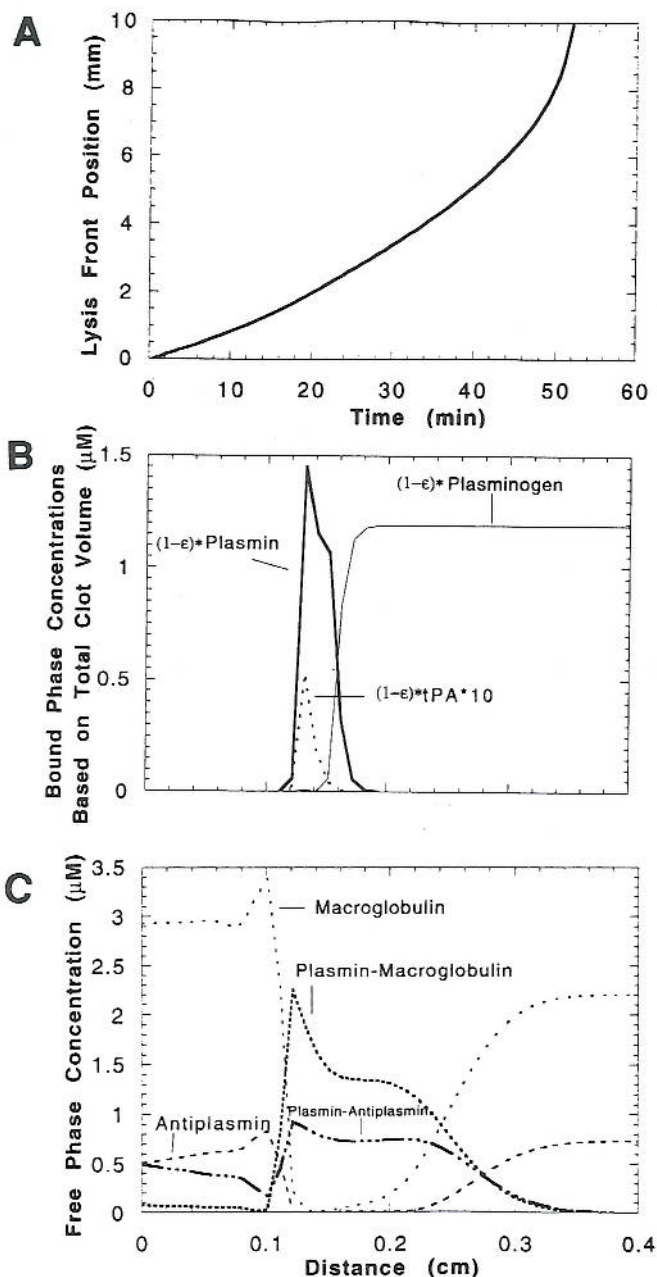 A
10
8
6
4
2
0
Lysis Front Position (mm)
0 10 20 30 40 50 60
Time (min)
B
1.5
1
0.5
0
Bound Phase Concentrations
Based on Total Clot Volume (μM)
(1-ε)*Plasminogen
(1-ε)*Plasmin
(1-ε)*tPA*10
C
3.5
3
2.5
2
1.5
1
0.5
0
Free Phase Concentration (μM)
Macroglobulin
Plasmin-Macroglobulin
Antiplasmin
Plasmin-Antiplasmin
0 0.1 0.2 0.3 0.4
Distance (cm)